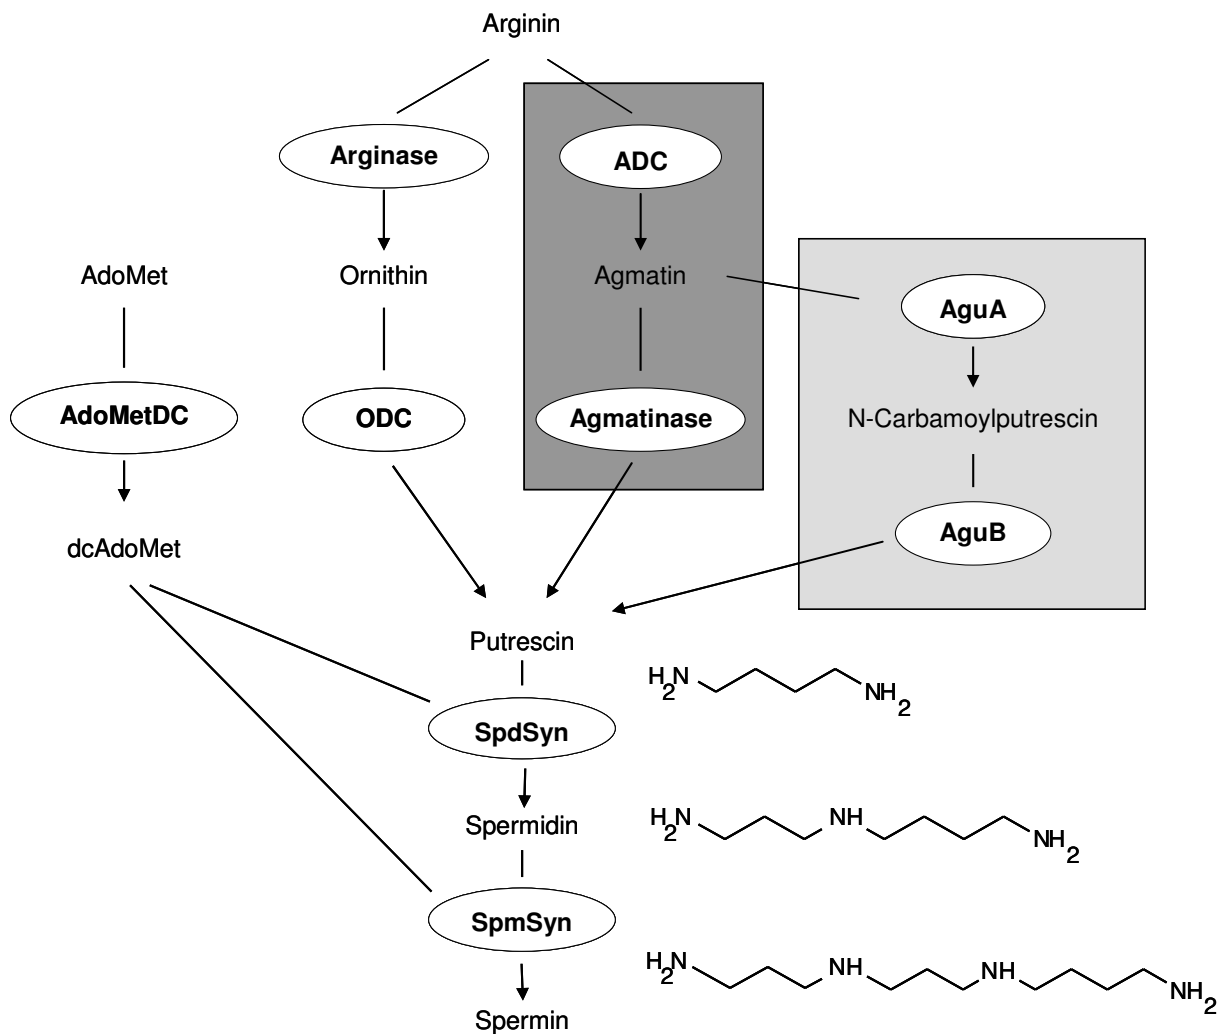 Arginin
Arginase
ADC
AdoMet
Ornithin
Agmatin
AguA
AdoMetDC
ODC
Agmatinase
N-Carbamoylputrescin
AguB
dcAdoMet
Putrescin
H2N
NH2
SpdSyn
Spermidin
H2N
NH
NH2
SpmSyn
H2N
NH
NH
NH2
Spermin